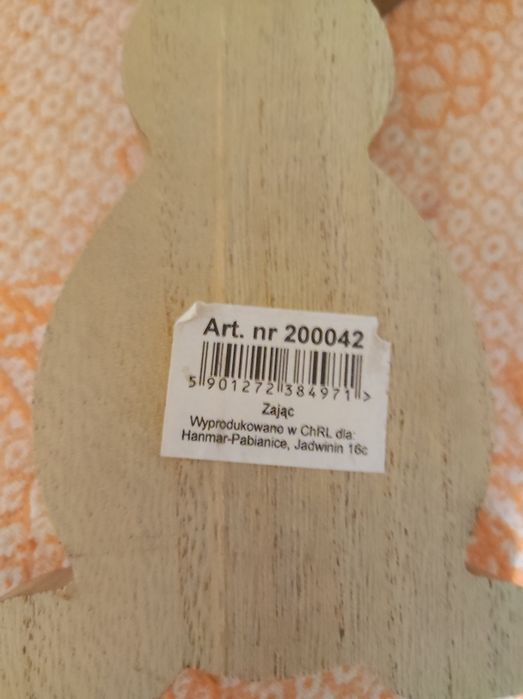 Art. nr 200042
5 901272 384971 >
Zając
Wyprodukowano w ChRL dla:
Hanmar-Pabianice, Jadwinin 16c